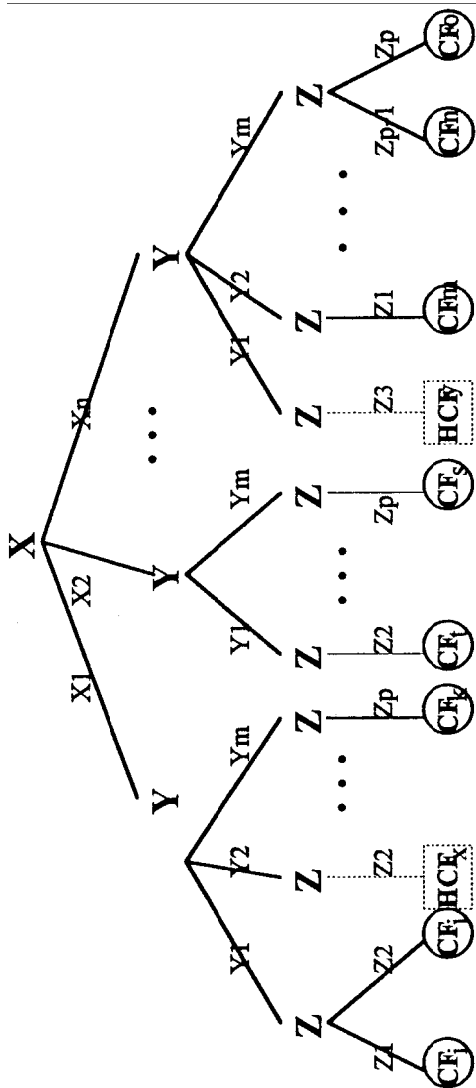 X
X1 X2 Xn
Y Y • • • Y
Y1 Y2 Ym Y1 Ym Y1 Y2 Ym
Z Z Z Z Z Z Z Z
• • • • • • • • •
Z1 Z2 Z2 Zp Z2 Zp Z3 Z1 Zp-1 Zp
CFi CFj HCFx CFk CFt CFs HCFy CFm CFn CFo